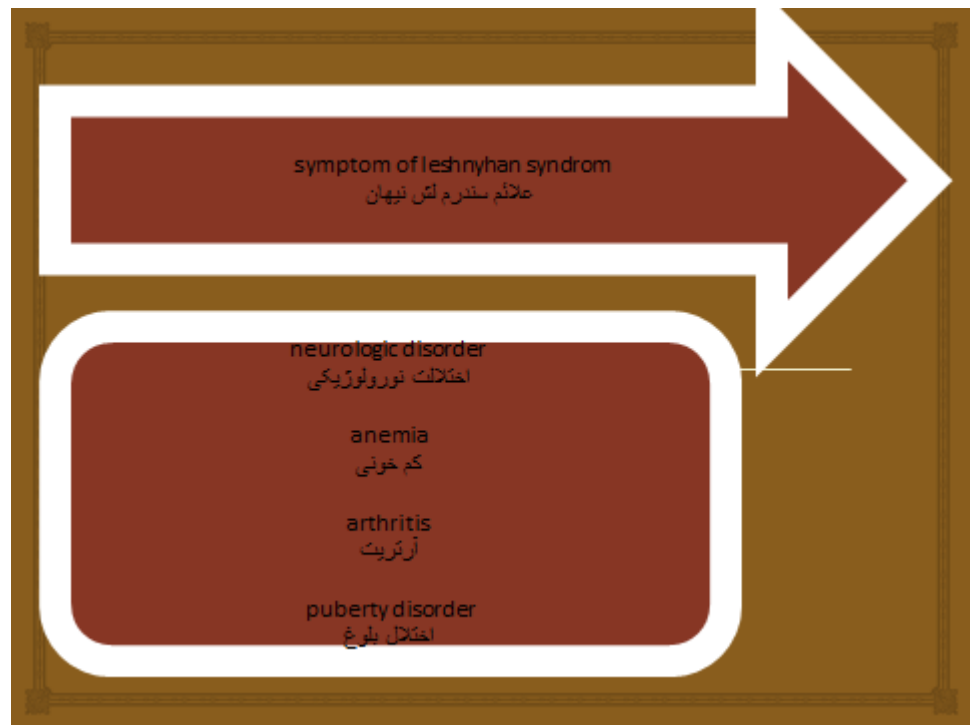 symptom of leshnyhan syndrom
علائم سندرم لش نیهان
neurologic disorder
اختلالت نورولوژیکی
anemia
کم خونی
arthritis
آرتریت
puberty disorder
اختلال بلوغ